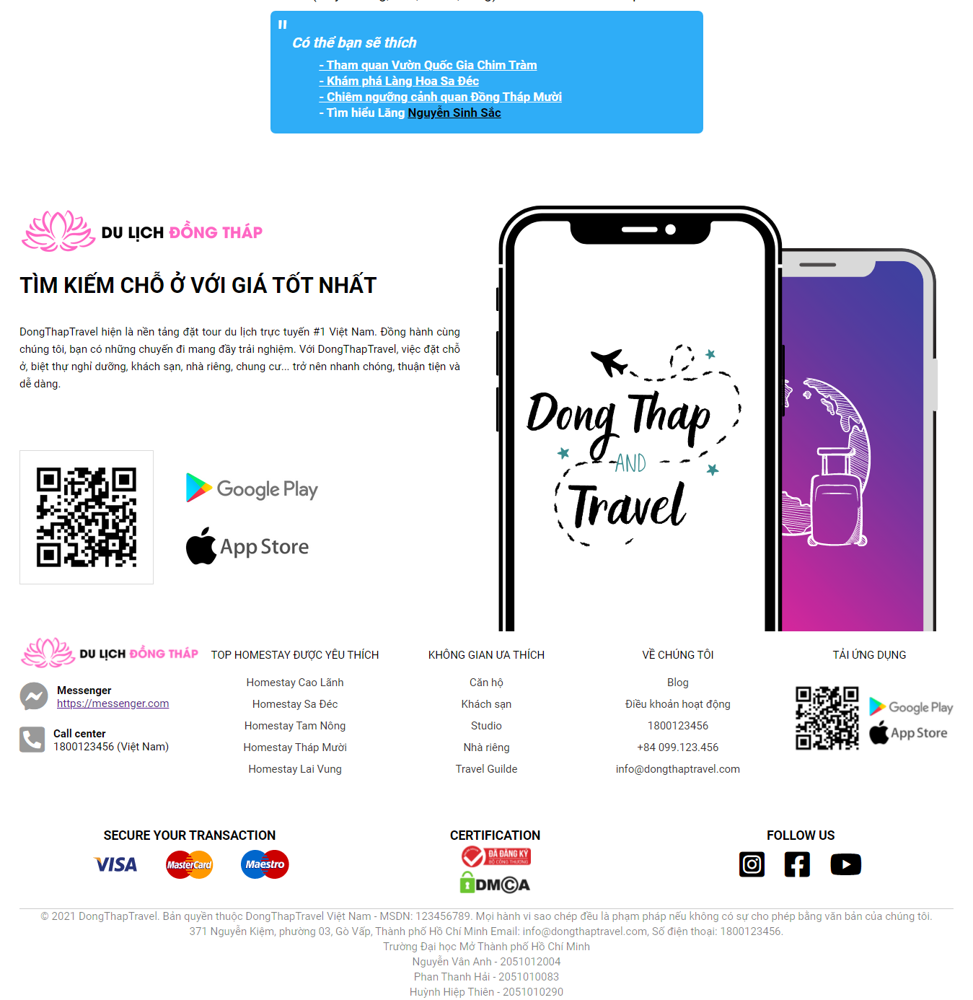 "
Có thể bạn sẽ thích
- Tham quan Vườn Quốc Gia Chim Tràm
- Khám phá Làng Hoa Sa Đéc
- Chiêm ngưỡng cảnh quan Đồng Tháp Mười
- Tìm hiểu Lăng Nguyễn Sinh Sắc
DU LỊCH ĐỒNG THÁP
TÌM KIẾM CHỖ Ở VỚI GIÁ TỐT NHẤT
DongThapTravel hiện là nền tảng đặt tour du lịch trực tuyến #1 Việt Nam. Đồng hành cùng
chúng tôi, bạn có những chuyến đi mang đầy trải nghiệm. Với DongThapTravel, việc đặt chỗ
ở, biệt thự nghỉ dưỡng, khách sạn, nhà riêng, chung cư... trở nên nhanh chóng, thuận tiện và
dễ dàng.
Google Play
App Store
Dong Thap
AND
Travel
DU LỊCH ĐỒNG THÁP
Messenger
https://messenger.com
Call center
1800123456 (Việt Nam)
TOP HOMESTAY ĐƯỢC YÊU THÍCH
Homestay Cao Lãnh
Homestay Sa Đéc
Homestay Tam Nông
Homestay Tháp Mười
Homestay Lai Vung
KHÔNG GIAN ƯA THÍCH
Căn hộ
Khách sạn
Studio
Nhà riêng
Travel Guilde
VỀ CHÚNG TÔI
Blog
Điều khoản hoạt động
1800123456
+84 099.123.456
info@dongthaptravel.com
TẢI ỨNG DỤNG
Google Play
App Store
SECURE YOUR TRANSACTION
VISA
MasterCard
Maestro
CERTIFICATION
ĐÃ ĐĂNG KÝ
BỘ CÔNG THƯƠNG
DMCA
FOLLOW US
© 2021 DongThapTravel. Bản quyền thuộc DongThapTravel Việt Nam - MSDN: 123456789. Mọi hành vi sao chép đều là phạm pháp nếu không có sự cho phép bằng văn bản của chúng tôi.
371 Nguyễn Kiệm, phường 03, Gò Vấp, Thành phố Hồ Chí Minh Email: info@dongthaptravel.com, Số điện thoại: 1800123456.
Trường Đại học Mở Thành phố Hồ Chí Minh
Nguyễn Vân Anh - 2051012004
Phan Thanh Hải - 2051010083
Huỳnh Hiệp Thiên - 2051010290